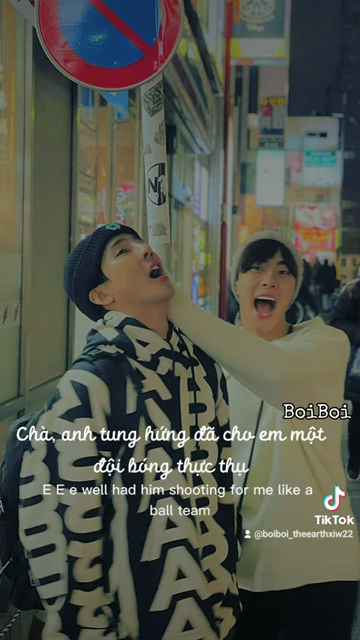 BoiBoi
Chà, anh tung hứng đã cho em một
đội bóng thực thụ
E E e well had him shooting for me like a
ball team
TikTok
@boiboi_theearthxiw22